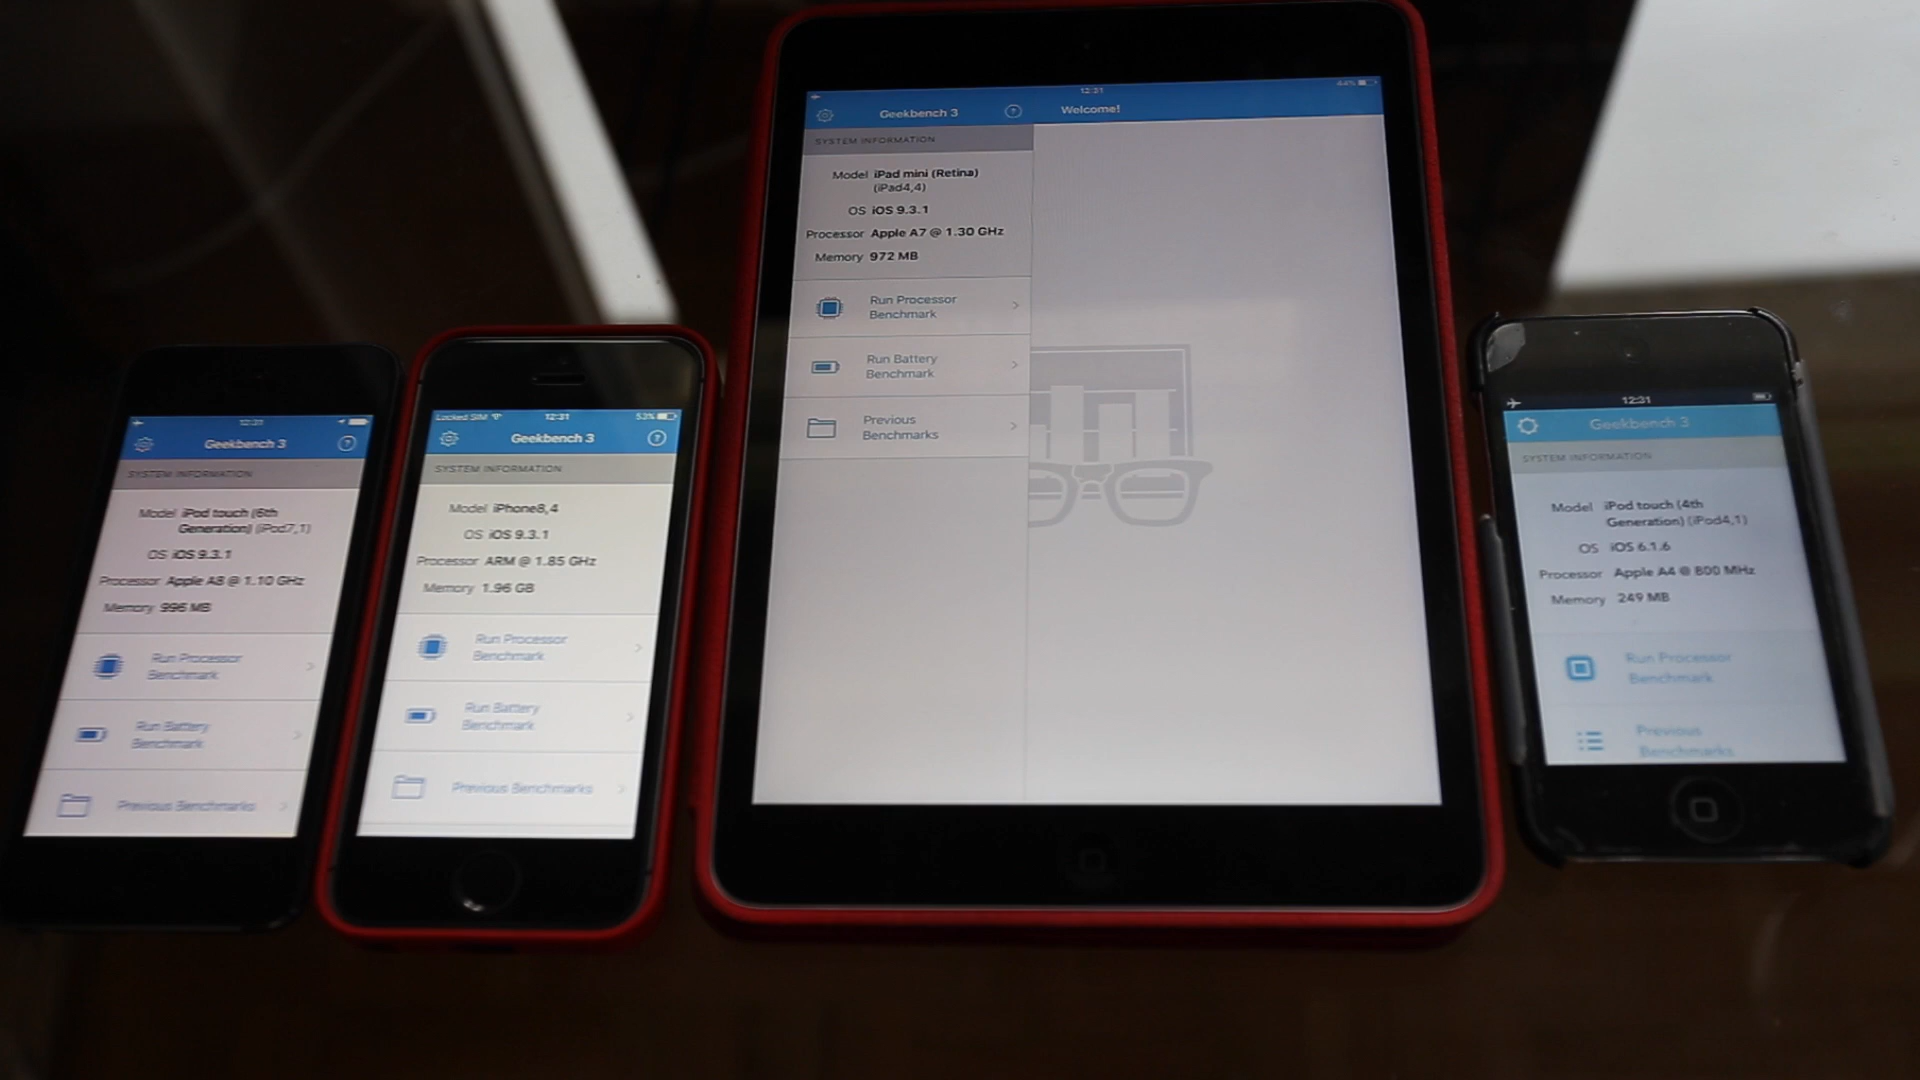 12:31
Geekbench 3
?
SYSTEM INFORMATION
Model iPod touch (6th
Generation) (iPod7,1)
OS iOS 9.3.1
Processor Apple A8 @ 1.10 GHz
Memory 996 MB
Run Processor
Benchmark
Run Battery
Benchmark
Previous Benchmarks
Locked SIM 12:31 53%
Geekbench 3
?
SYSTEM INFORMATION
Model iPhone8,4
OS iOS 9.3.1
Processor ARM @ 1.85 GHz
Memory 1.96 GB
Run Processor
Benchmark
Run Battery
Benchmark
Previous Benchmarks
12:31 44%
Geekbench 3 ? Welcome!
SYSTEM INFORMATION
Model iPad mini (Retina)
(iPad4,4)
OS iOS 9.3.1
Processor Apple A7 @ 1.30 GHz
Memory 972 MB
Run Processor
Benchmark
Run Battery
Benchmark
Previous
Benchmarks
12:31
Geekbench 3
SYSTEM INFORMATION
Model iPod touch (4th
Generation) (iPod4,1)
OS iOS 6.1.6
Processor Apple A4 @ 800 MHz
Memory 249 MB
Run Processor
Benchmark
Previous
Benchmarks